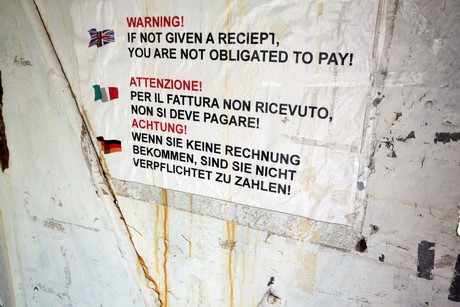 WARNING!
IF NOT GIVEN A RECIEPT,
YOU ARE NOT OBLIGATED TO PAY!
ATTENZIONE!
PER IL FATTURA NON RICEVUTO,
NON SI DEVE PAGARE!
ACHTUNG!
WENN SIE KEINE RECHNUNG
BEKOMMEN, SIND SIE NICHT
VERPFLICHTET ZU ZAHLEN!